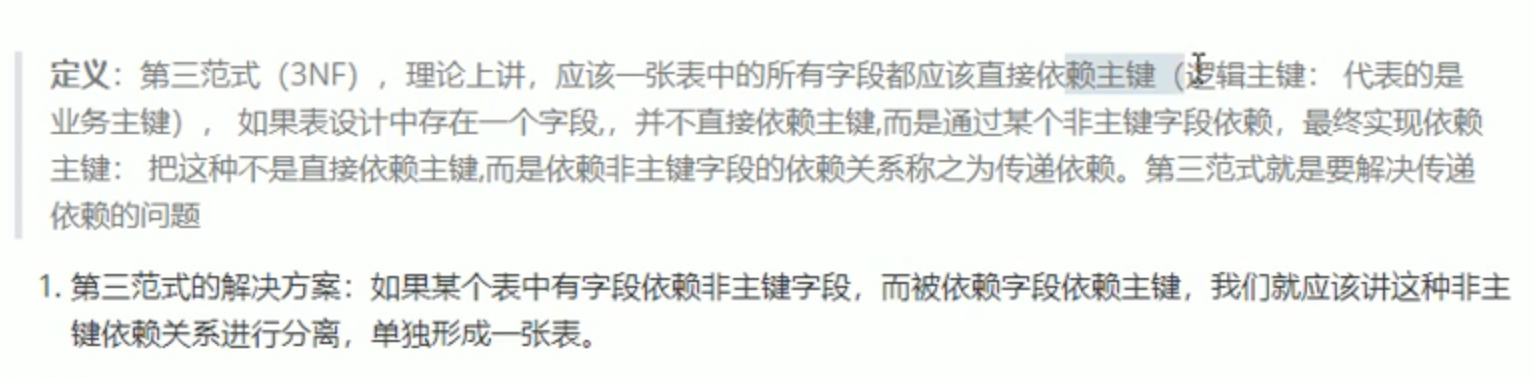 定义：第三范式（3NF），理论上讲，应该一张表中的所有字段都应该直接依赖主键（逻辑主键： 代表的是
业务主键）， 如果表设计中存在一个字段,，并不直接依赖主键,而是通过某个非主键字段依赖，最终实现依赖
主键： 把这种不是直接依赖主键,而是依赖非主键字段的依赖关系称之为传递依赖。第三范式就是要解决传递
依赖的问题
1. 第三范式的解决方案：如果某个表中有字段依赖非主键字段，而被依赖字段依赖主键，我们就应该讲这种非主
键依赖关系进行分离，单独形成一张表。